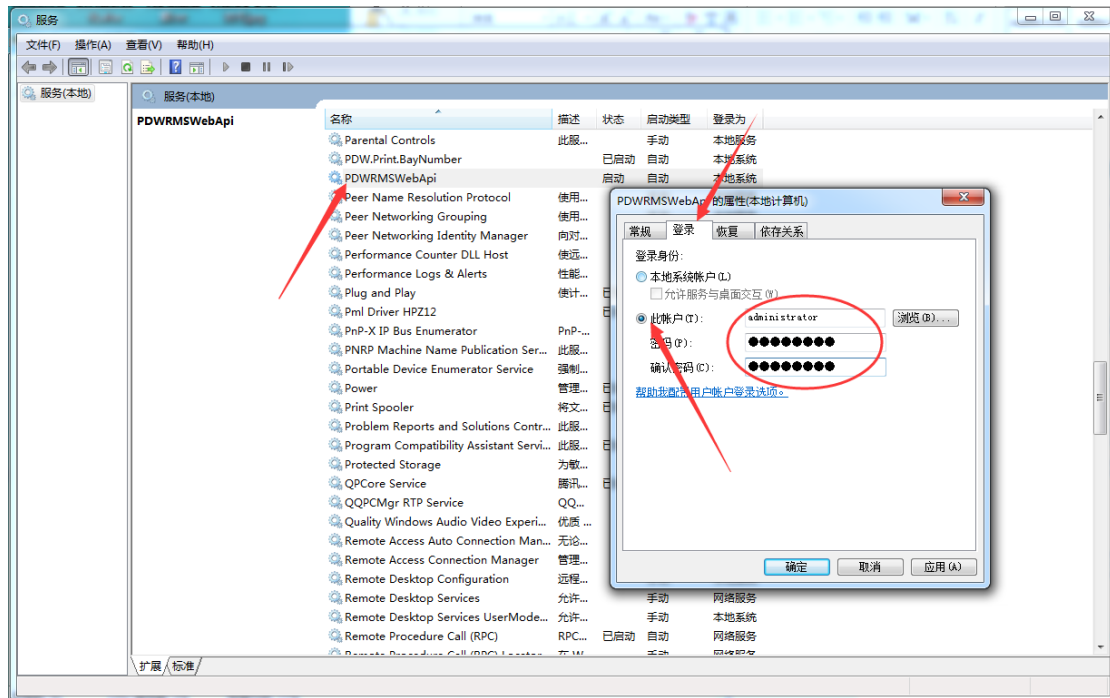 服务
文件(F) 操作(A) 查看(V) 帮助(H)
服务(本地)
服务(本地)
PDWRMSWebApi
名称 描述 状态 启动类型 登录为
Parental Controls 此服... 手动 本地服务
PDW.Print.BayNumber 已启动 自动 本地系统
PDWRMSWebApi 启动 自动 本地系统
Peer Name Resolution Protocol 使用...
Peer Networking Grouping 使用...
Peer Networking Identity Manager 向对...
Performance Counter DLL Host 使远...
Performance Logs & Alerts 性能...
Plug and Play 使计...
Pml Driver HPZ12
PnP-X IP Bus Enumerator PnP-...
PNRP Machine Name Publication Ser... 此服...
Portable Device Enumerator Service 强制...
Power 管理...
Print Spooler 将文...
Problem Reports and Solutions Contr... 此服...
Program Compatibility Assistant Servi... 此服...
Protected Storage 为敏...
QPCore Service 腾讯...
QQPCMgr RTP Service QQ...
Quality Windows Audio Video Experi... 优质 ...
Remote Access Auto Connection Man... 无论...
Remote Access Connection Manager 管理...
Remote Desktop Configuration 远程...
Remote Desktop Services 允许... 手动 网络服务
Remote Desktop Services UserMode... 允许... 手动 本地系统
Remote Procedure Call (RPC) RPC... 已启动 自动 网络服务
Remote Procedure Call (RPC) Locator 在 W... 手动 网络服务
PDWRMSWebApi 的属性(本地计算机)
常规 登录 恢复 依存关系
登录身份:
本地系统帐户(L)
允许服务与桌面交互(W)
此帐户(T): administrator 浏览(B)...
密码(P): ●●●●●●●●
确认密码(C): ●●●●●●●●
帮助我配置用户帐户登录选项。
确定 取消 应用(A)
扩展 标准